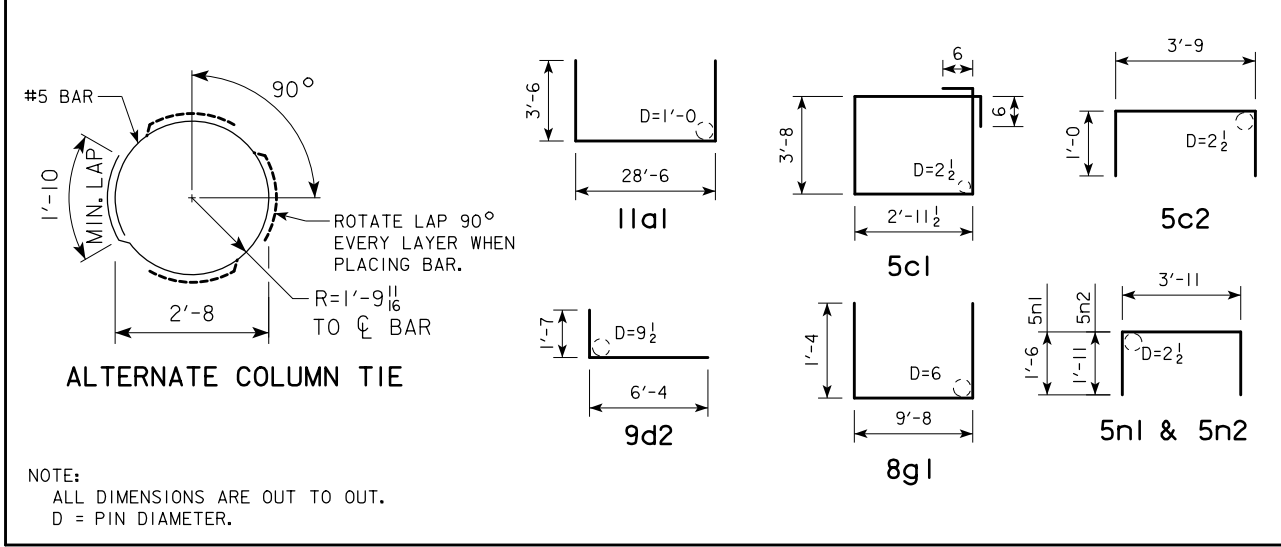 #5 BAR
90°
1'-10
MIN. LAP
ROTATE LAP 90°
EVERY LAYER WHEN
PLACING BAR.
R=1'-9 11/16
TO ℄ BAR
2'-8
ALTERNATE COLUMN TIE
3'-6
D=1'-0
28'-6
11a1
6
6
3'-8
D=2 1/2
2'-11 1/2
5c1
3'-9
1'-0
D=2 1/2
5c2
1'-7
D=9 1/2
6'-4
9d2
1'-4
D=6
9'-8
8g1
5n1
5n2
3'-11
1'-6
1'-11
D=2 1/2
5n1 & 5n2
NOTE:
ALL DIMENSIONS ARE OUT TO OUT.
D = PIN DIAMETER.